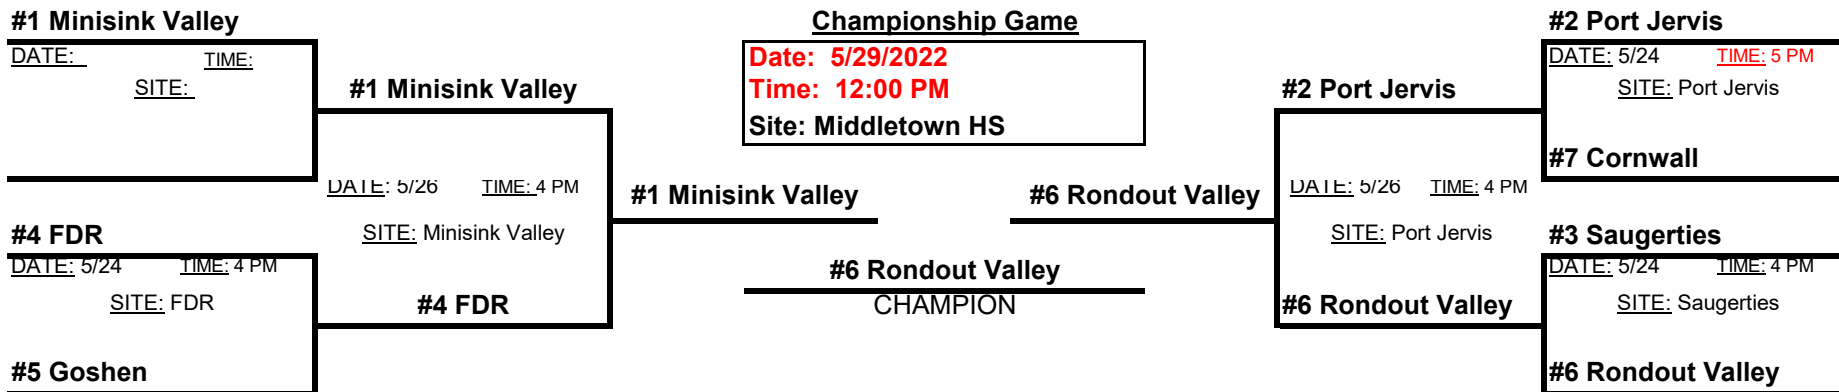 #1 Minisink Valley
DATE:
TIME:
SITE:
#1 Minisink Valley
DATE: 5/26 TIME: 4 PM
SITE: Minisink Valley
#4 FDR
DATE: 5/24 TIME: 4 PM
SITE: FDR
#4 FDR
#5 Goshen
Championship Game
Date: 5/29/2022
Time: 12:00 PM
Site: Middletown HS
#1 Minisink Valley
#6 Rondout Valley
#6 Rondout Valley
CHAMPION
#2 Port Jervis
DATE: 5/24 TIME: 5 PM
SITE: Port Jervis
#2 Port Jervis
#7 Cornwall
DATE: 5/26 TIME: 4 PM
SITE: Port Jervis
#3 Saugerties
DATE: 5/24 TIME: 4 PM
SITE: Saugerties
#6 Rondout Valley
#6 Rondout Valley